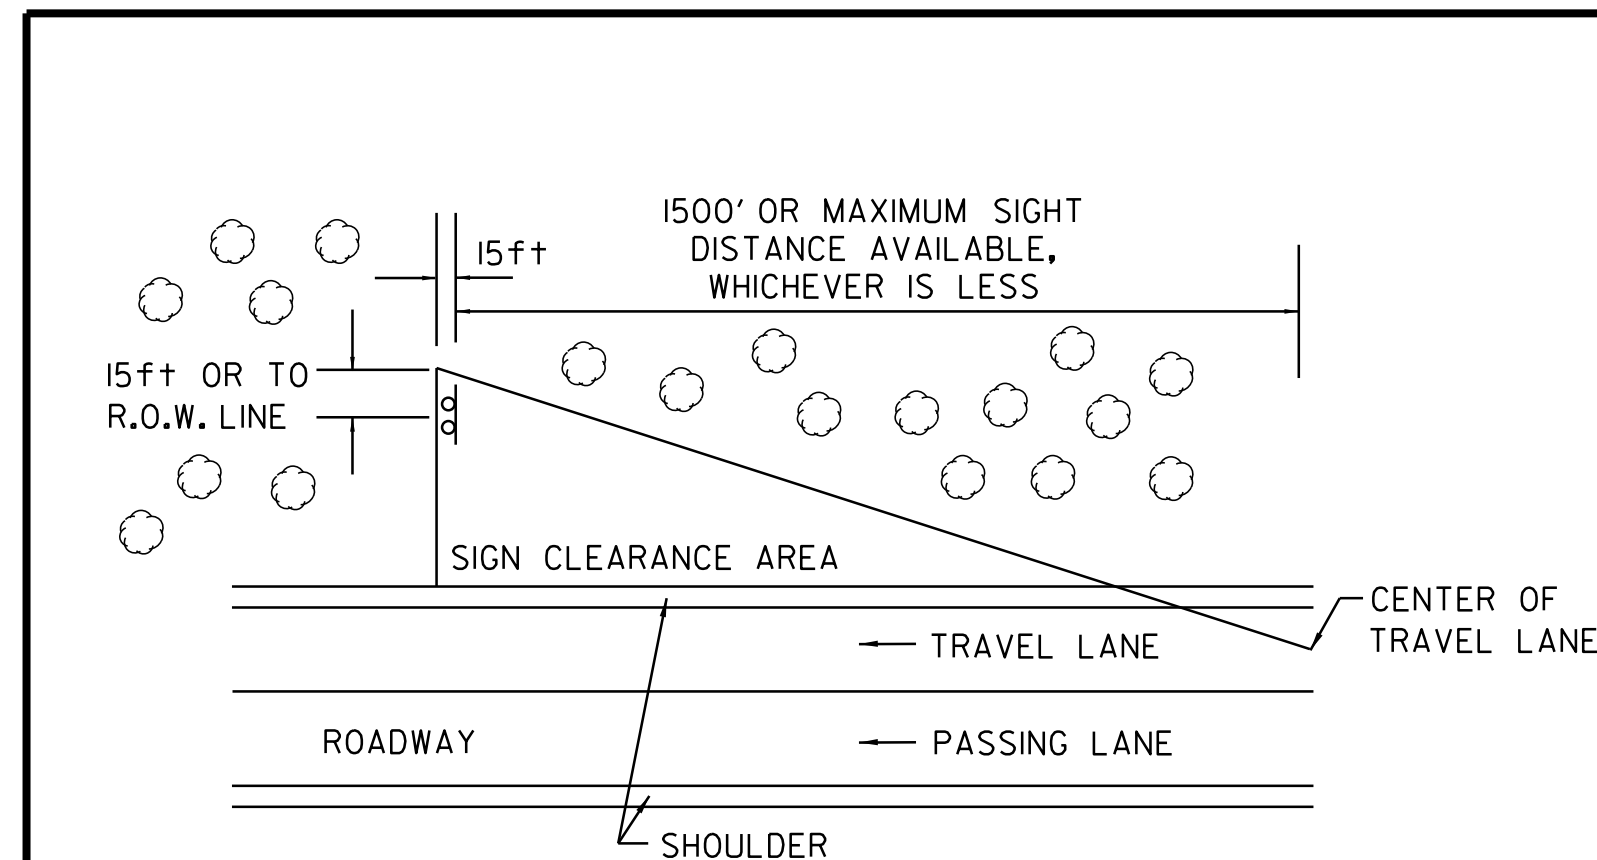 1500' OR MAXIMUM SIGHT
DISTANCE AVAILABLE,
WHICHEVER IS LESS
15ft
15ft OR TO
R.O.W. LINE
SIGN CLEARANCE AREA
CENTER OF
TRAVEL LANE
TRAVEL LANE
ROADWAY
PASSING LANE
SHOULDER